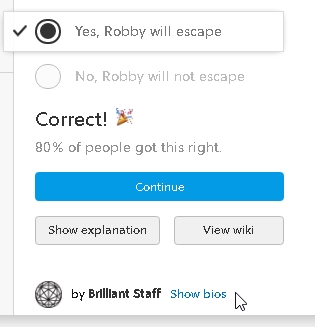 Yes, Robby will escape
No, Robby will not escape
Correct! 🎉
80% of people got this right.
Continue
Show explanation
View wiki
by Brilliant Staff Show bios